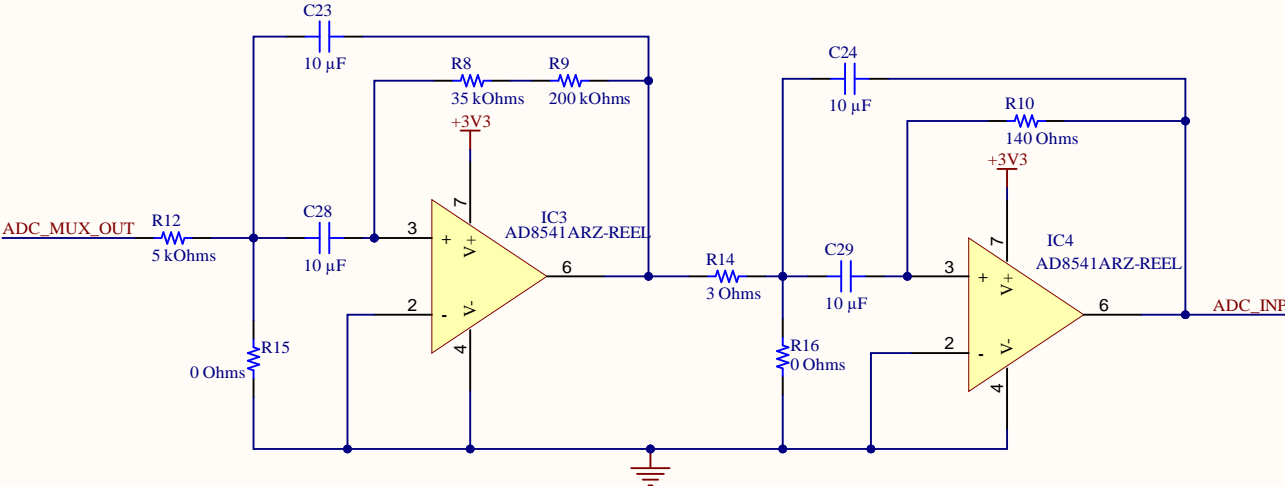 C23
10 µF
R8
35 kOhms
R9
200 kOhms
+3V3
C24
10 µF
R10
140 Ohms
+3V3
ADC_MUX_OUT
R12
5 kOhms
C28
10 µF
3
2
7
4
6
+
-
V+
V-
IC3
AD8541ARZ-REEL
R15
0 Ohms
R14
3 Ohms
C29
10 µF
R16
0 Ohms
3
2
7
4
6
+
-
V+
V-
IC4
AD8541ARZ-REEL
ADC_INP